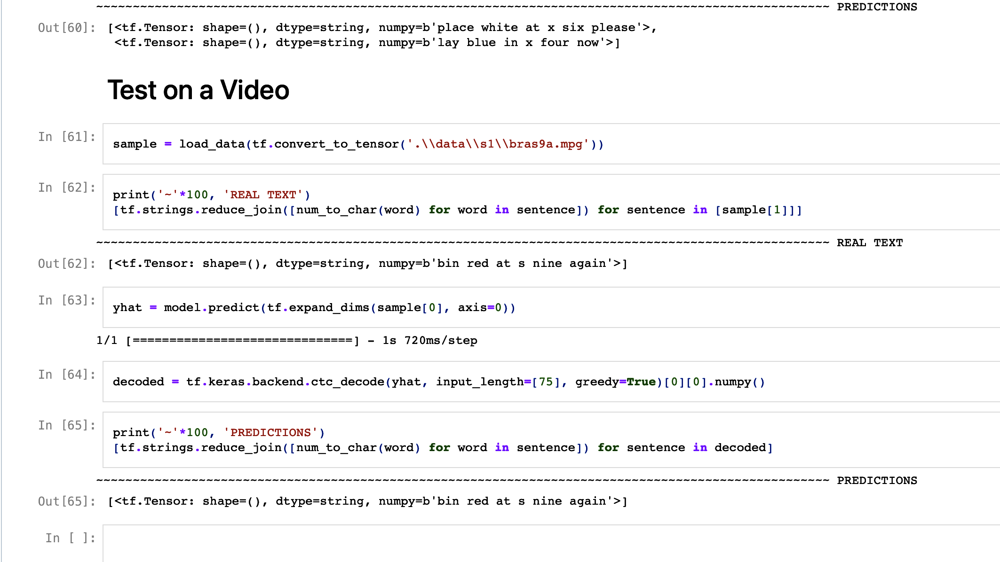 ~~~~~~~~~~~~~~~~~~~~~~~~~~~~~~~~~~~~~~~~~~~~~~~~~~~~~~~~~~~~~~~~~~~~~~~~~~~~~~~~~~~~~~~~~~~~~~~~~~~~ PREDICTIONS
Out[60]: [<tf.Tensor: shape=(), dtype=string, numpy=b'place white at x six please'>,
<tf.Tensor: shape=(), dtype=string, numpy=b'lay blue in x four now'>]
Test on a Video
In [61]: sample = load_data(tf.convert_to_tensor('.\\data\\s1\\bras9a.mpg'))
In [62]: print('~'*100, 'REAL TEXT')
[tf.strings.reduce_join([num_to_char(word) for word in sentence]) for sentence in [sample[1]]]
~~~~~~~~~~~~~~~~~~~~~~~~~~~~~~~~~~~~~~~~~~~~~~~~~~~~~~~~~~~~~~~~~~~~~~~~~~~~~~~~~~~~~~~~~~~~~~~~~~~~ REAL TEXT
Out[62]: [<tf.Tensor: shape=(), dtype=string, numpy=b'bin red at s nine again'>]
In [63]: yhat = model.predict(tf.expand_dims(sample[0], axis=0))
1/1 [==============================] - 1s 720ms/step
In [64]: decoded = tf.keras.backend.ctc_decode(yhat, input_length=[75], greedy=True)[0][0].numpy()
In [65]: print('~'*100, 'PREDICTIONS')
[tf.strings.reduce_join([num_to_char(word) for word in sentence]) for sentence in decoded]
~~~~~~~~~~~~~~~~~~~~~~~~~~~~~~~~~~~~~~~~~~~~~~~~~~~~~~~~~~~~~~~~~~~~~~~~~~~~~~~~~~~~~~~~~~~~~~~~~~~~ PREDICTIONS
Out[65]: [<tf.Tensor: shape=(), dtype=string, numpy=b'bin red at s nine again'>]
In [ ]: